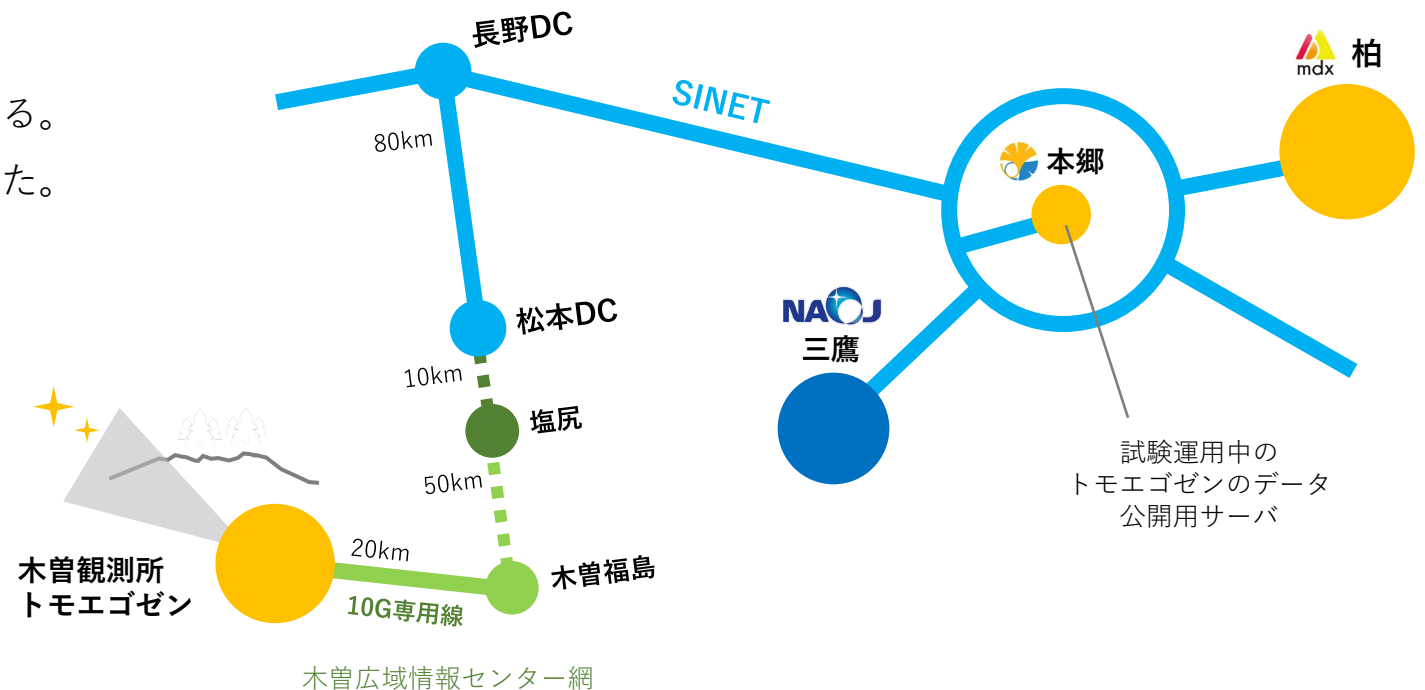 る。
た。
長野DC
80km
SINET
mdx 柏
本郷
松本DC
10km
塩尻
50km
NAOJ
三鷹
試験運用中の
トモエゴゼンのデータ
公開用サーバ
木曽観測所
トモエゴゼン
20km
10G専用線
木曽福島
木曽広域情報センター網